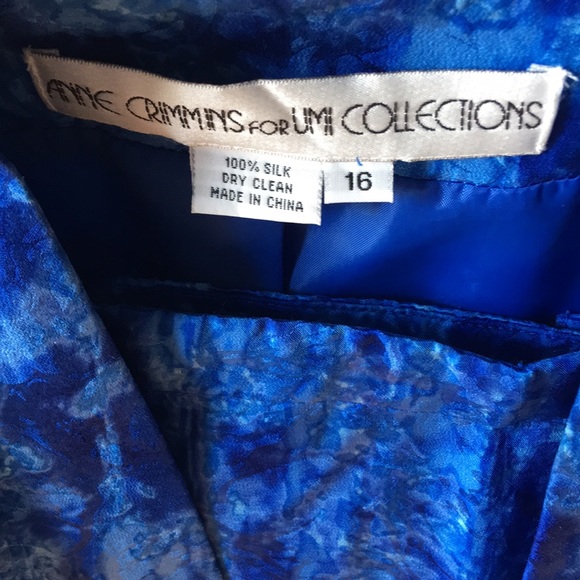 ANNE CRIMMINS FOR UMI COLLECTIONS
100% SILK
DRY CLEAN
MADE IN CHINA
16